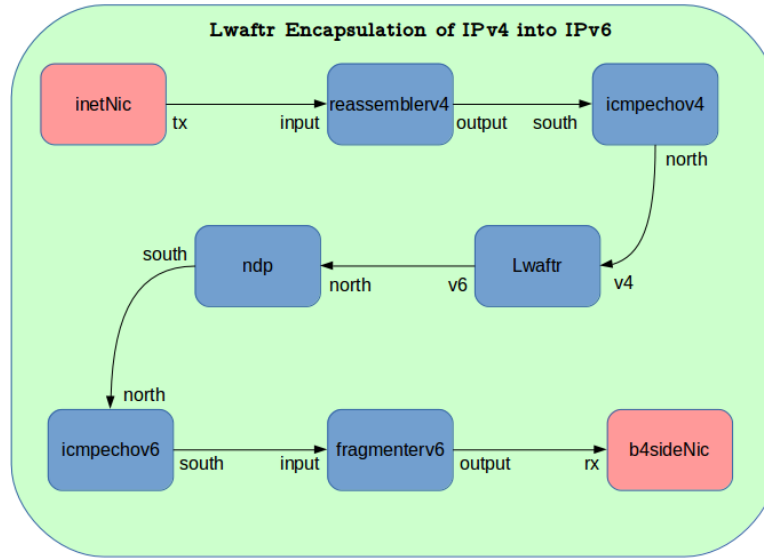 Lwaftr Encapsulation of IPv4 into IPv6
inetNic
tx
input
reassemblerv4
output
south
icmpechov4
north
south
ndp
north
v6
Lwaftr
v4
north
icmpechov6
south
input
fragmenterv6
output
rx
b4sideNic